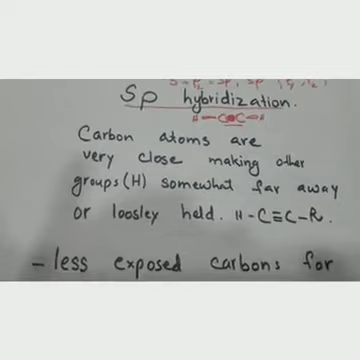 Sp hybridization.
Carbon atoms are
very close making other
groups (H) somewhat far away
or loosley held. H-C≡C-R.
- less exposed carbons for